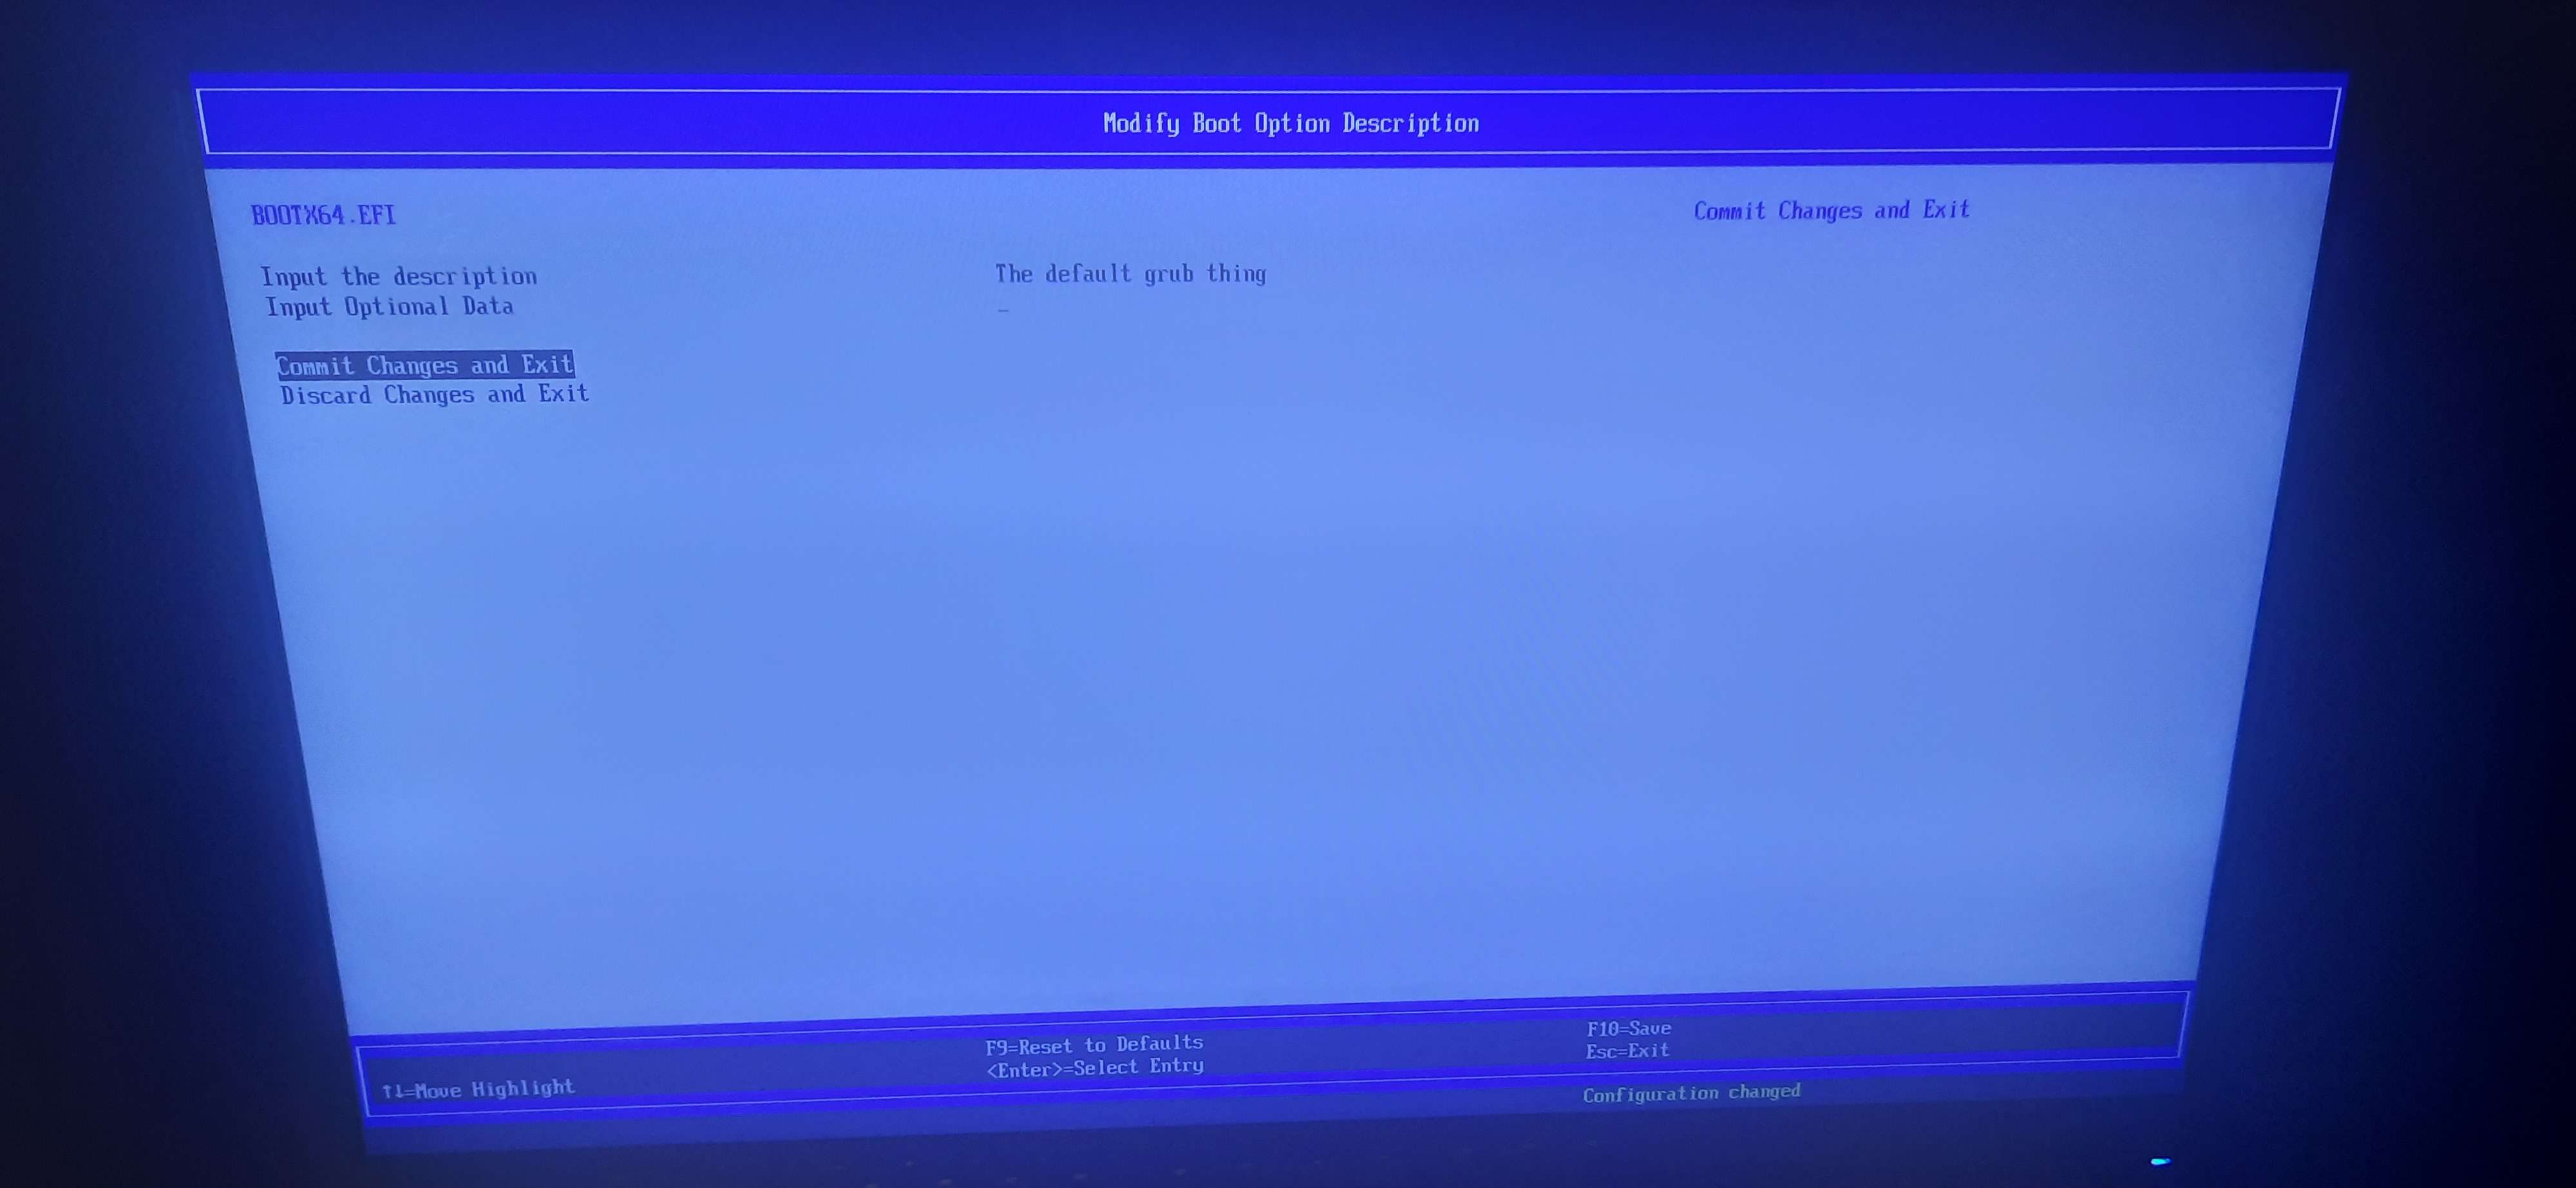 Modify Boot Option Description
BOOTX64.EFI
Commit Changes and Exit
Input the description The default grub thing
Input Optional Data _
Commit Changes and Exit
Discard Changes and Exit
F9=Reset to Defaults F10=Save
↑↓=Move Highlight <Enter>=Select Entry Esc=Exit
Configuration changed